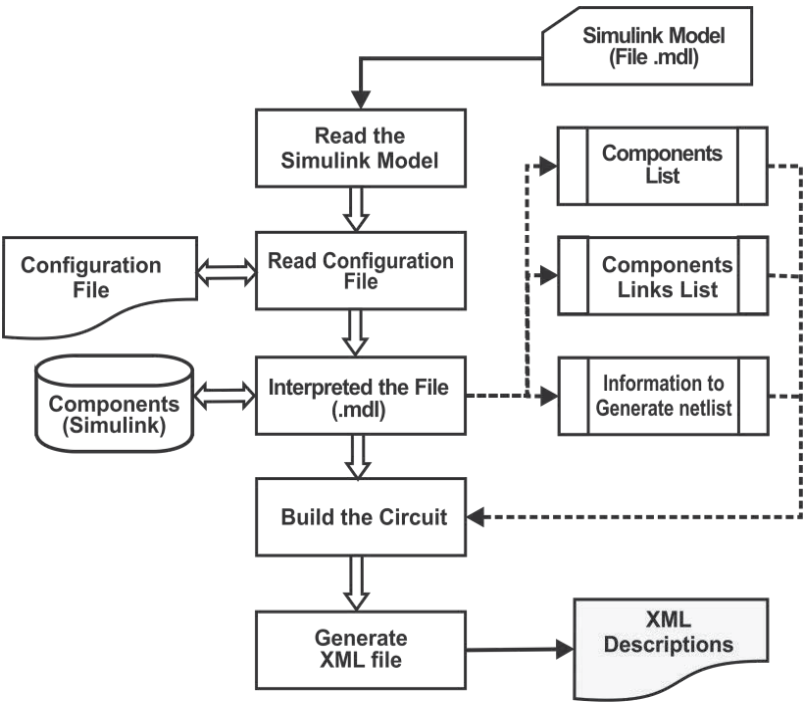 Simulink Model
(File .mdl)
Read the
Simulink Model
Components
List
Configuration
File
Read Configuration
File
Components
Links List
Components
(Simulink)
Interpreted the File
(.mdl)
Information to
Generate netlist
Build the Circuit
Generate
XML file
XML
Descriptions